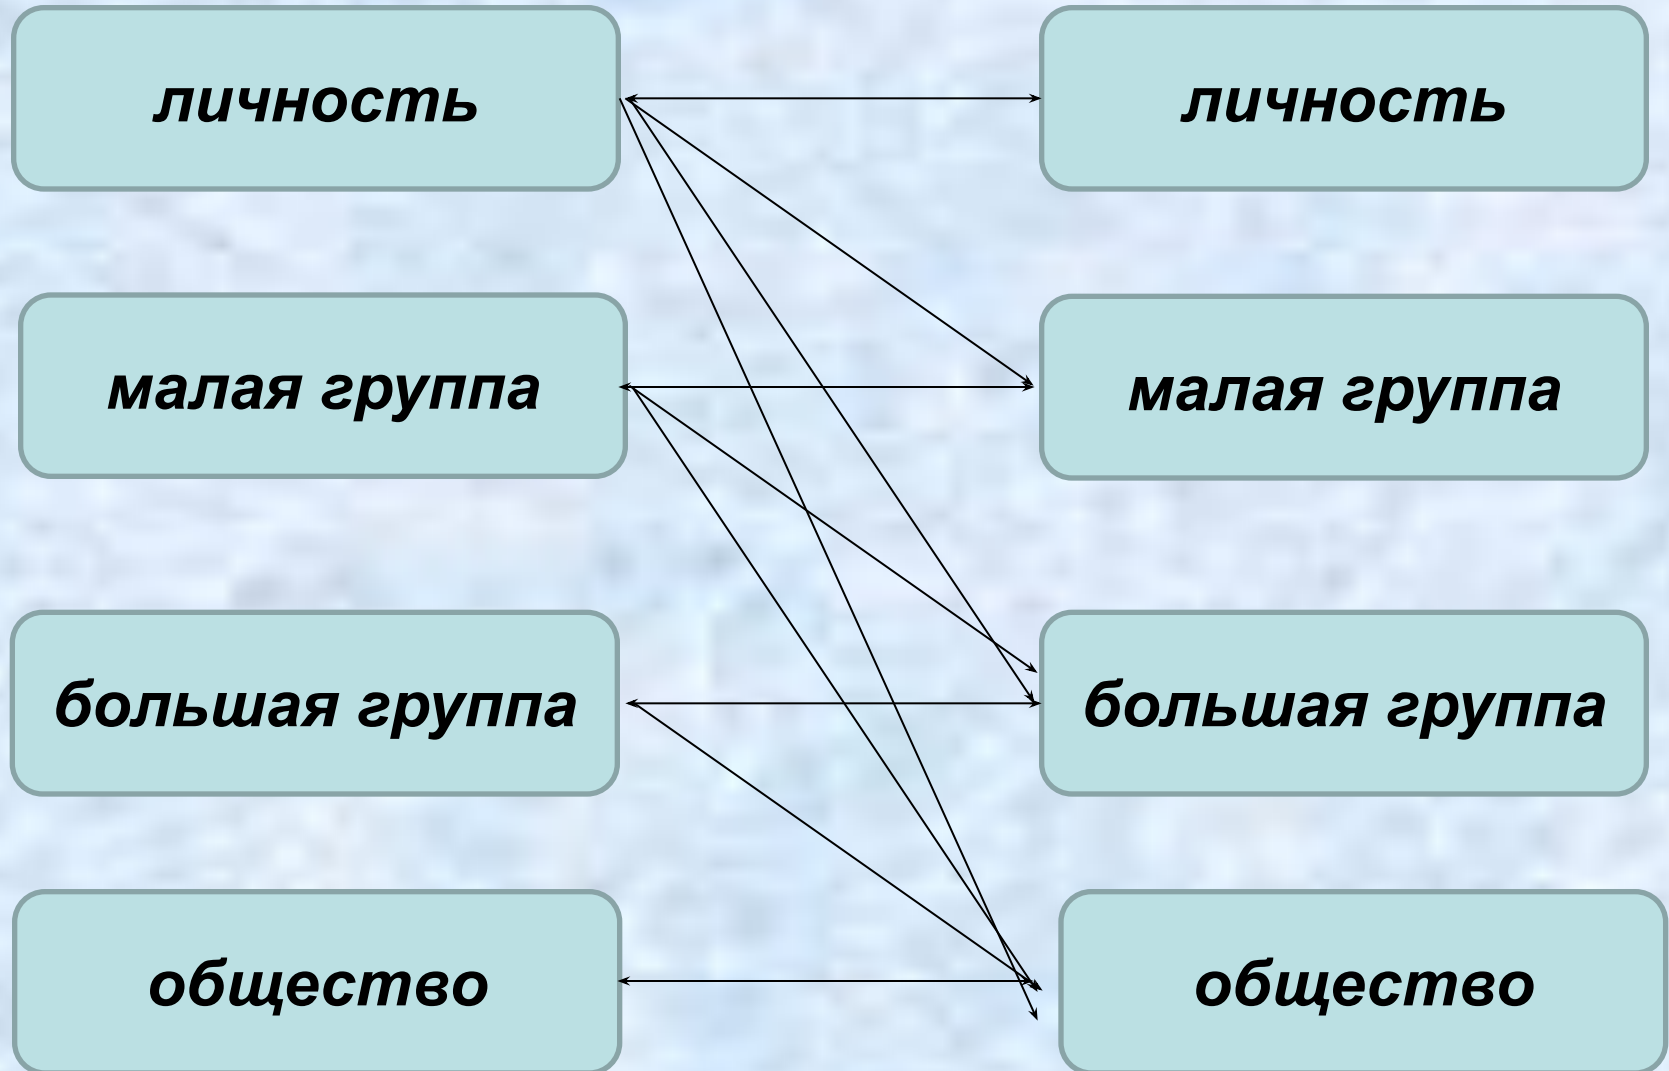 личность
личность
малая группа
малая группа
большая группа
большая группа
общество
общество